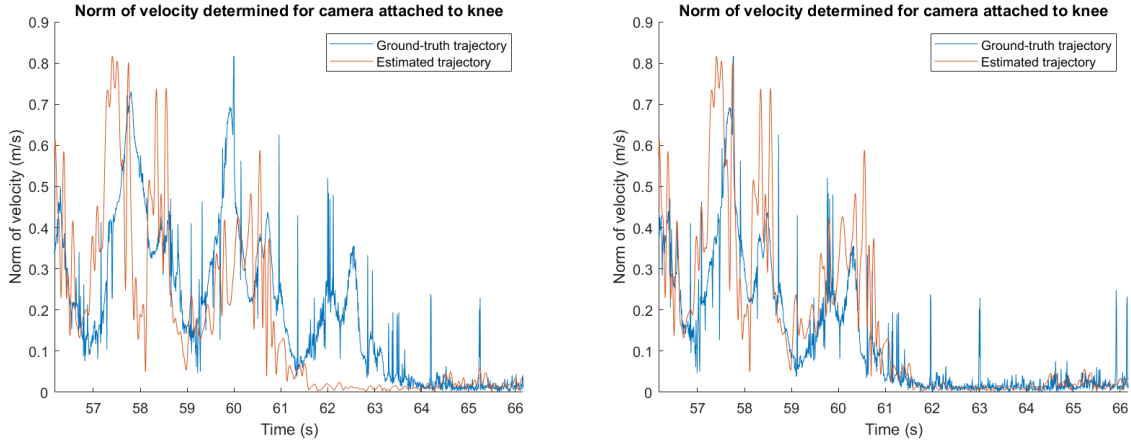 Norm of velocity determined for camera attached to knee
0.9
0.8
0.7
0.6
0.5
0.4
0.3
0.2
0.1
0
Norm of velocity (m/s)
Ground-truth trajectory
Estimated trajectory
57 58 59 60 61 62 63 64 65 66
Time (s)
Norm of velocity determined for camera attached to knee
0.9
0.8
0.7
0.6
0.5
0.4
0.3
0.2
0.1
0
Norm of velocity (m/s)
Ground-truth trajectory
Estimated trajectory
57 58 59 60 61 62 63 64 65 66
Time (s)